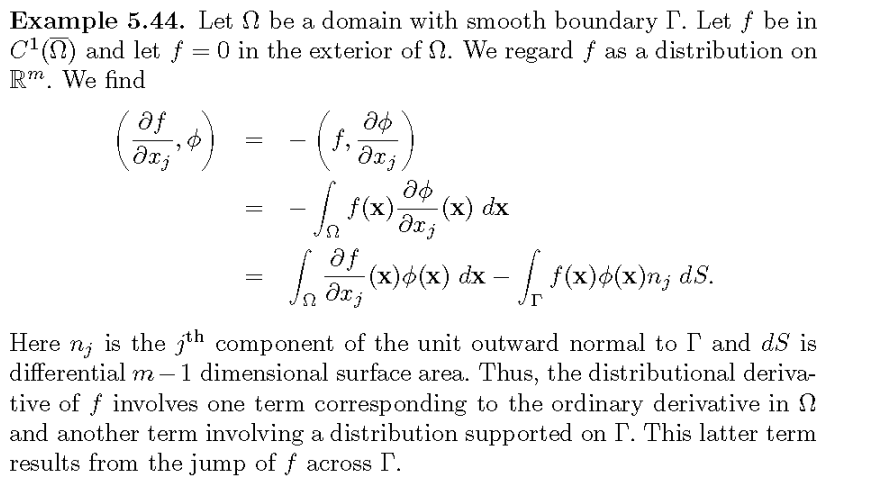 Example 5.44. Let Ω be a domain with smooth boundary Γ. Let f be in
C¹(Ω̅) and let f = 0 in the exterior of Ω. We regard f as a distribution on
ℝᵐ. We find
(∂f/∂xⱼ, φ) = −(f, ∂φ/∂xⱼ)
= −∫_Ω f(𝐱) ∂φ/∂xⱼ (𝐱) d𝐱
= ∫_Ω ∂f/∂xⱼ (𝐱)φ(𝐱) d𝐱 − ∫_Γ f(𝐱)φ(𝐱)nⱼ dS.
Here nⱼ is the jᵗʰ component of the unit outward normal to Γ and dS is
differential m − 1 dimensional surface area. Thus, the distributional deriva-
tive of f involves one term corresponding to the ordinary derivative in Ω
and another term involving a distribution supported on Γ. This latter term
results from the jump of f across Γ.